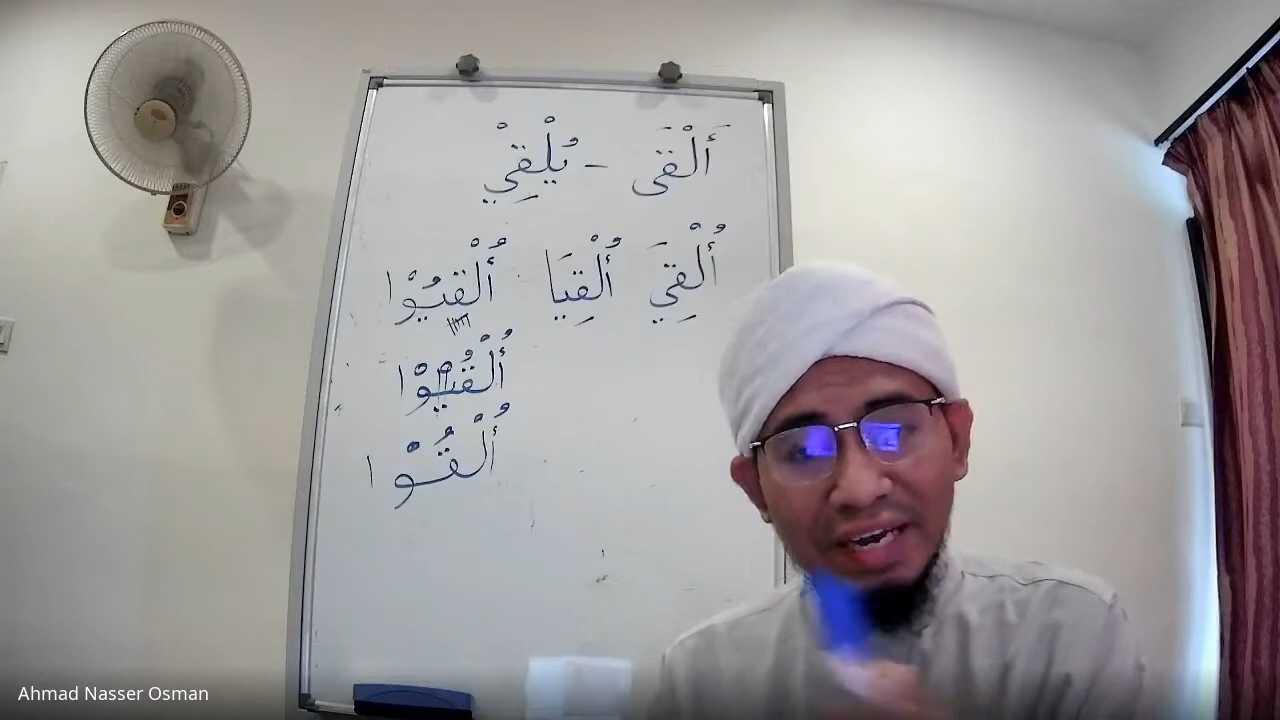 أَلْقَى - يُلْقِيْ
أُلْقِيَ أُلْقِيَا أُلْقِيُوْا
أُلْقُيْوْا
أُلْقُوْا
Ahmad Nasser Osman